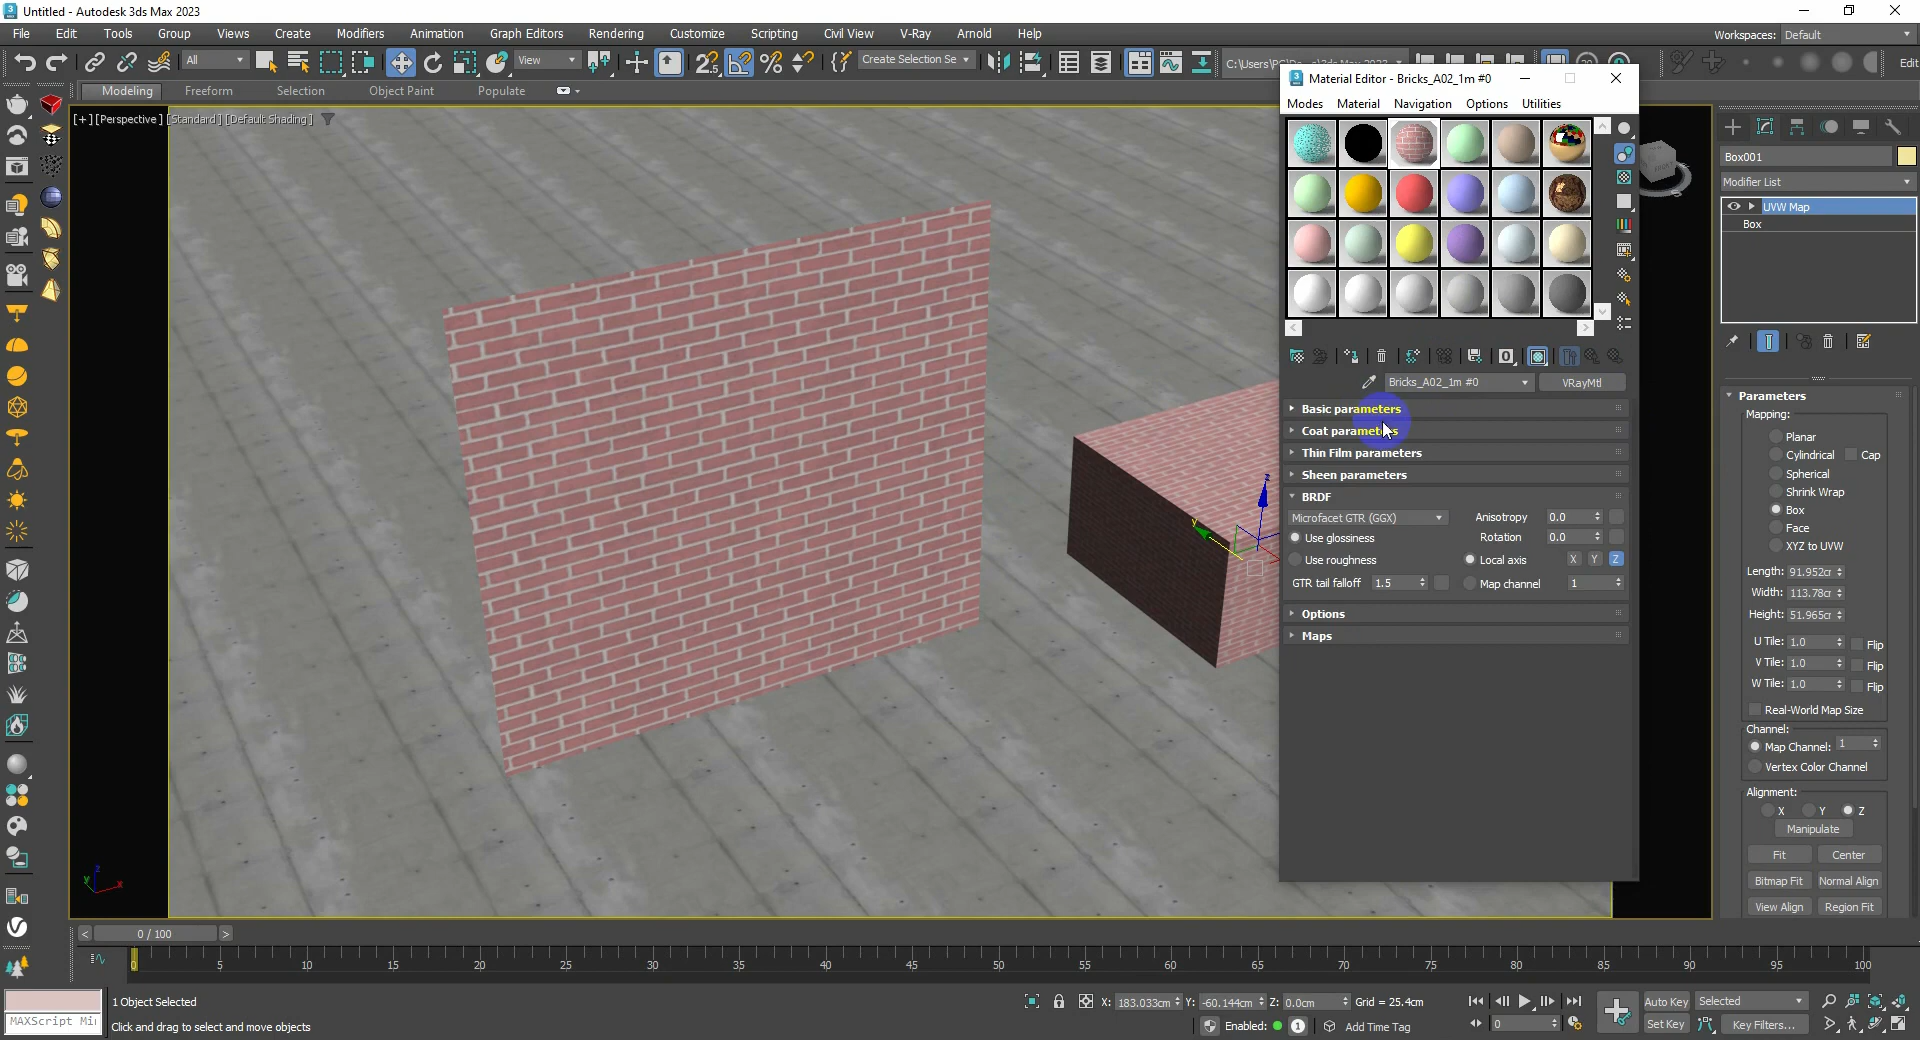 Untitled - Autodesk 3ds Max 2023
File Edit Tools Group Views Create Modifiers Animation Graph Editors Rendering Customize Scripting Civil View V-Ray Arnold Help
Workspaces: Default
All
View
Create Selection Se
Edit
Modeling Freeform Selection Object Paint Populate
[+] [Perspective] [Standard] [Default Shading]
Material Editor - Bricks_A02_1m #0
Modes Material Navigation Options Utilities
Bricks_A02_1m #0 VRayMtl
Basic parameters
Coat parameters
Thin Film parameters
Sheen parameters
BRDF
Microfacet GTR (GGX) Anisotropy 0.0
Use glossiness Rotation 0.0
Use roughness Local axis X Y Z
GTR tail falloff 1.5 Map channel 1
Options
Maps
Box001
Modifier List
UVW Map
Box
Parameters
Mapping:
Planar
Cylindrical Cap
Spherical
Shrink Wrap
Box
Face
XYZ to UVW
Length: 91.952cr
Width: 113.78cr
Height: 51.965cr
U Tile: 1.0 Flip
V Tile: 1.0 Flip
W Tile: 1.0 Flip
Real-World Map Size
Channel:
Map Channel: 1
Vertex Color Channel
Alignment:
X Y Z
Manipulate
Fit Center
Bitmap Fit Normal Align
View Align Region Fit
z
y
z
y x
< 0 / 100 >
0 5 10 15 20 25 30 35 40 45 50 55 60 65 70 75 80 85 90 95 100
1 Object Selected
X: 183.033cm Y: -60.144cm Z: 0.0cm Grid = 25.4cm
Auto Key Selected
MAXScript Mi
Click and drag to select and move objects
Enabled: 1 Add Time Tag
0
Set Key Key Filters...